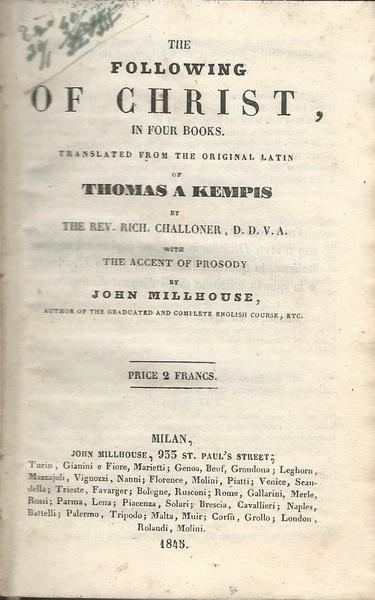 THE
FOLLOWING
OF CHRIST,
IN FOUR BOOKS.
TRANSLATED FROM THE ORIGINAL LATIN
OF
THOMAS A KEMPIS
BY
THE REV. RICH. CHALLONER, D. D. V. A.
WITH
THE ACCENT OF PROSODY
BY
JOHN MILLHOUSE,
AUTHOR OF THE GRADUATED AND COMPLETE ENGLISH COURSE, ETC.
PRICE 2 FRANCS.
MILAN,
JOHN MILLHOUSE, 933 ST. PAUL'S STREET;
Turin, Gianini e Fiore, Marietti; Genoa, Beuf, Grondona; Leghorn,
Mazzajoli, Vignozzi, Nanni; Florence, Molini, Piatti; Venice, Scan-
della; Trieste, Favarger; Bologne, Rusconi; Rome, Gallarini, Merle,
Rossi; Parma, Lena; Piacenza, Solari; Brescia, Cavallieri; Naples,
Battelli; Palermo, Tripodo; Malta, Muir; Corfù, Grollo; London,
Rolandi, Molini.
1845.